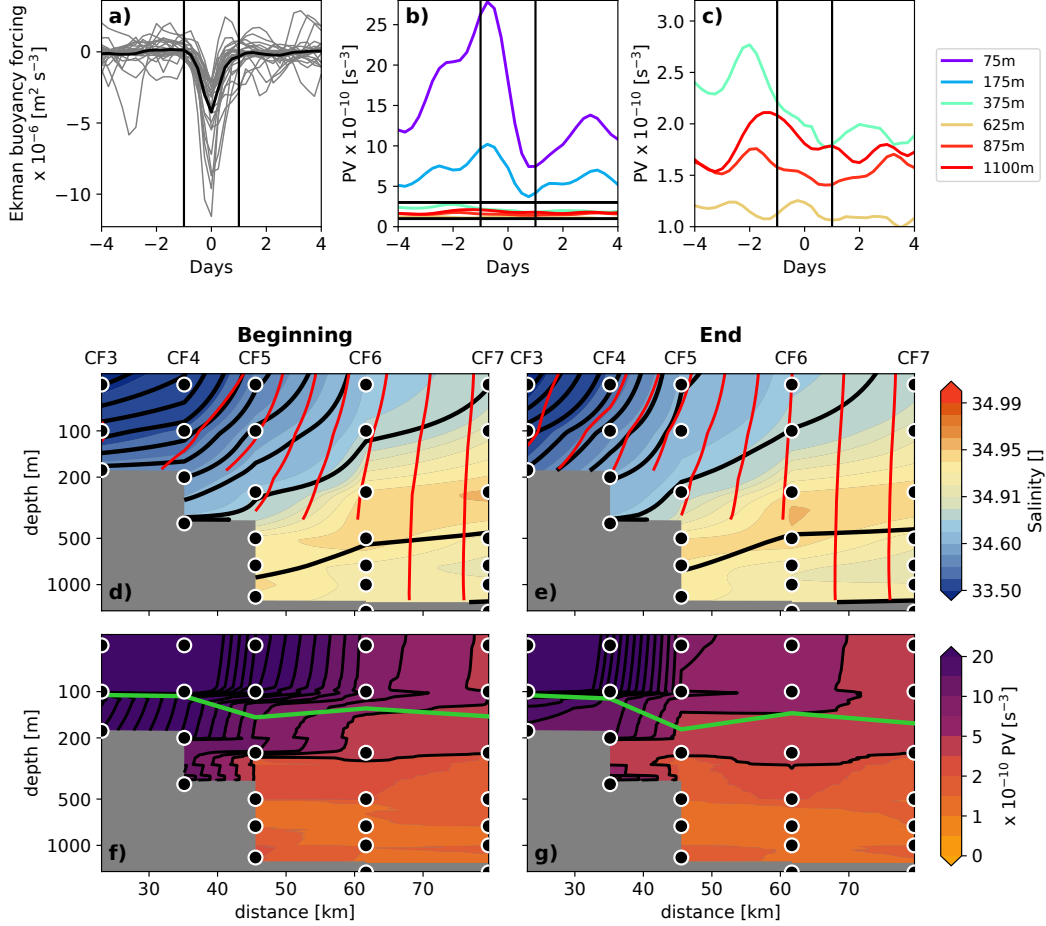 a)
Ekman buoyancy forcing
x 10⁻⁶ [m² s⁻³]
0
−5
−10
−4 −2 0 2 4
Days
b)
PV x 10⁻¹⁰ [s⁻³]
25
20
15
10
5
0
−4 −2 0 2 4
Days
c)
PV x 10⁻¹⁰ [s⁻³]
3.0
2.5
2.0
1.5
1.0
−4 −2 0 2 4
Days
75m
175m
375m
625m
875m
1100m
Beginning
CF3 CF4 CF5 CF6 CF7
depth [m]
100
200
500
1000
d)
End
CF3 CF4 CF5 CF6 CF7
e)
34.99
34.95
34.91
34.60
33.50
Salinity []
depth [m]
100
200
500
1000
f)
30 40 50 60 70
distance [km]
g)
30 40 50 60 70
distance [km]
20
10
5
2
1
0
x 10⁻¹⁰ PV [s⁻³]